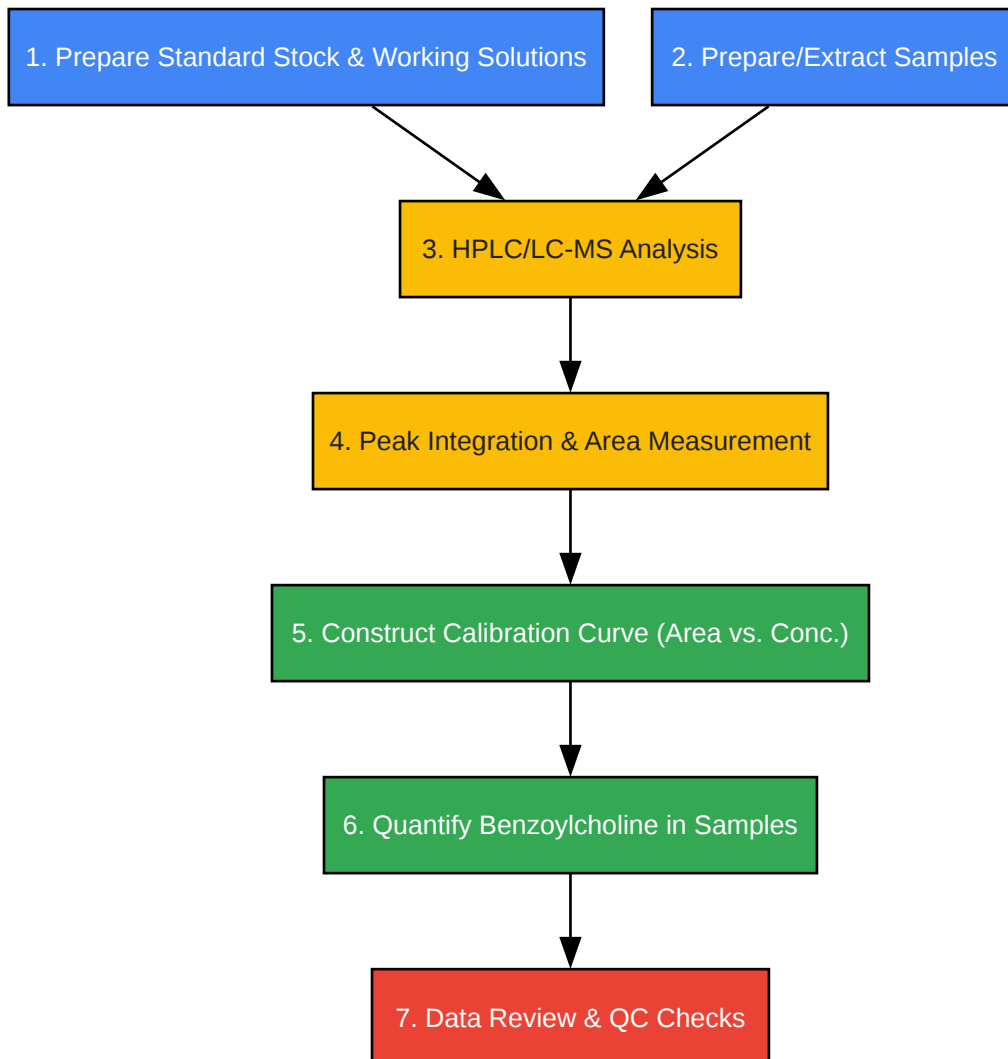 1. Prepare Standard Stock & Working Solutions
2. Prepare/Extract Samples
3. HPLC/LC-MS Analysis
4. Peak Integration & Area Measurement
5. Construct Calibration Curve (Area vs. Conc.)
6. Quantify Benzoylcholine in Samples
7. Data Review & QC Checks